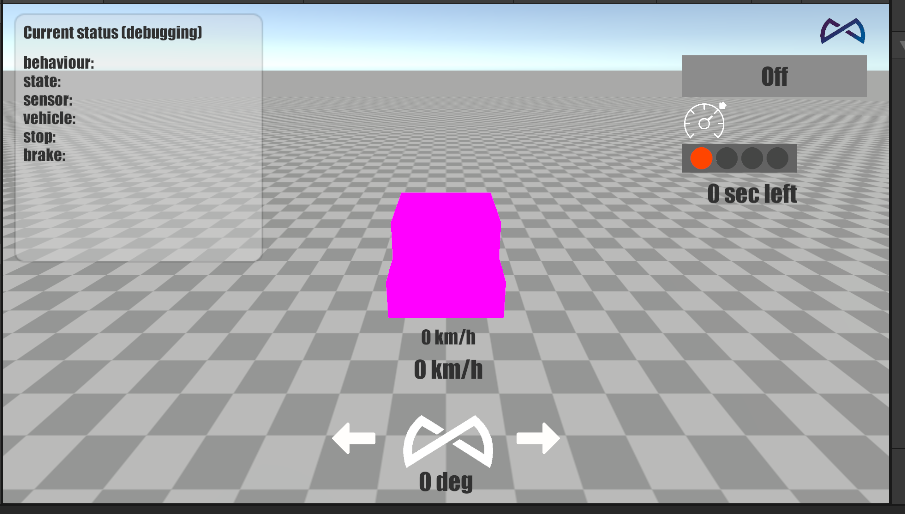 Current status (debugging)
behaviour:
state:
sensor:
vehicle:
stop:
brake:
Off
0 sec left
0 km/h
0 km/h
0 deg